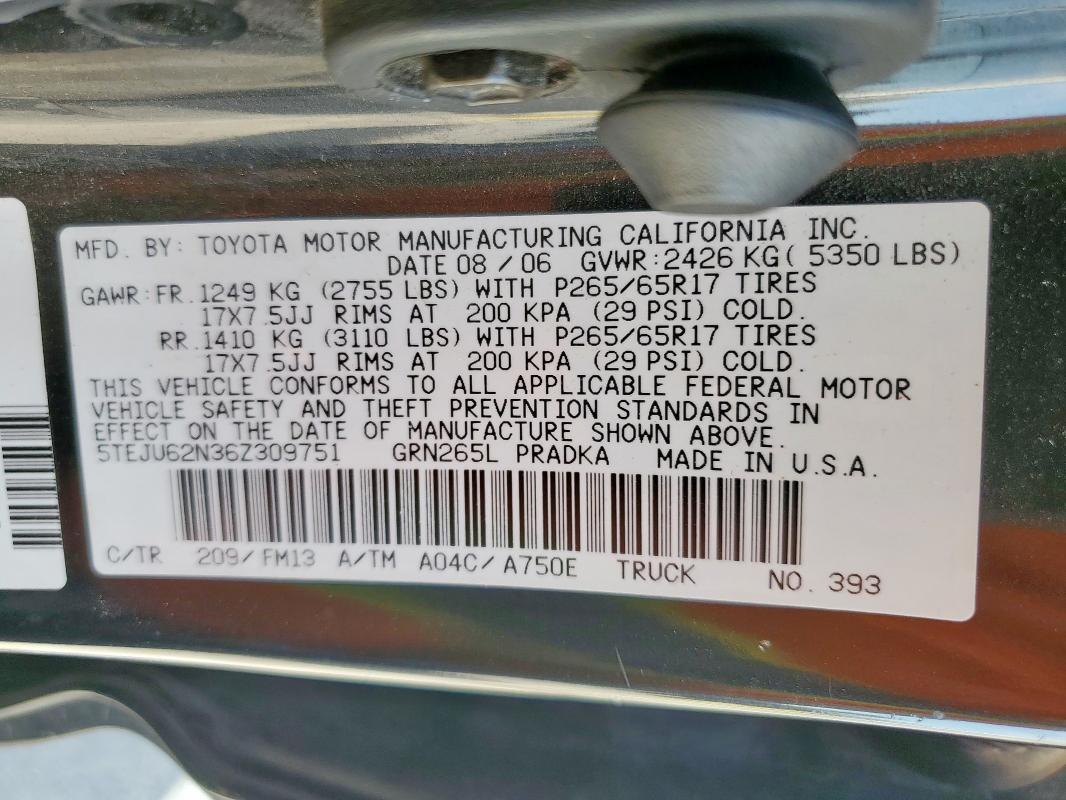 MFD. BY: TOYOTA MOTOR MANUFACTURING CALIFORNIA INC.
DATE 08/06 GVWR:2426 KG( 5350 LBS)
GAWR:FR.1249 KG (2755 LBS) WITH P265/65R17 TIRES
17X7.5JJ RIMS AT 200 KPA (29 PSI) COLD.
RR.1410 KG (3110 LBS) WITH P265/65R17 TIRES
17X7.5JJ RIMS AT 200 KPA (29 PSI) COLD.
THIS VEHICLE CONFORMS TO ALL APPLICABLE FEDERAL MOTOR
VEHICLE SAFETY AND THEFT PREVENTION STANDARDS IN
EFFECT ON THE DATE OF MANUFACTURE SHOWN ABOVE.
5TEJU62N36Z309751 GRN265L PRADKA MADE IN U.S.A.
C/TR 209/FM13 A/TM A04C/A750E TRUCK NO. 393